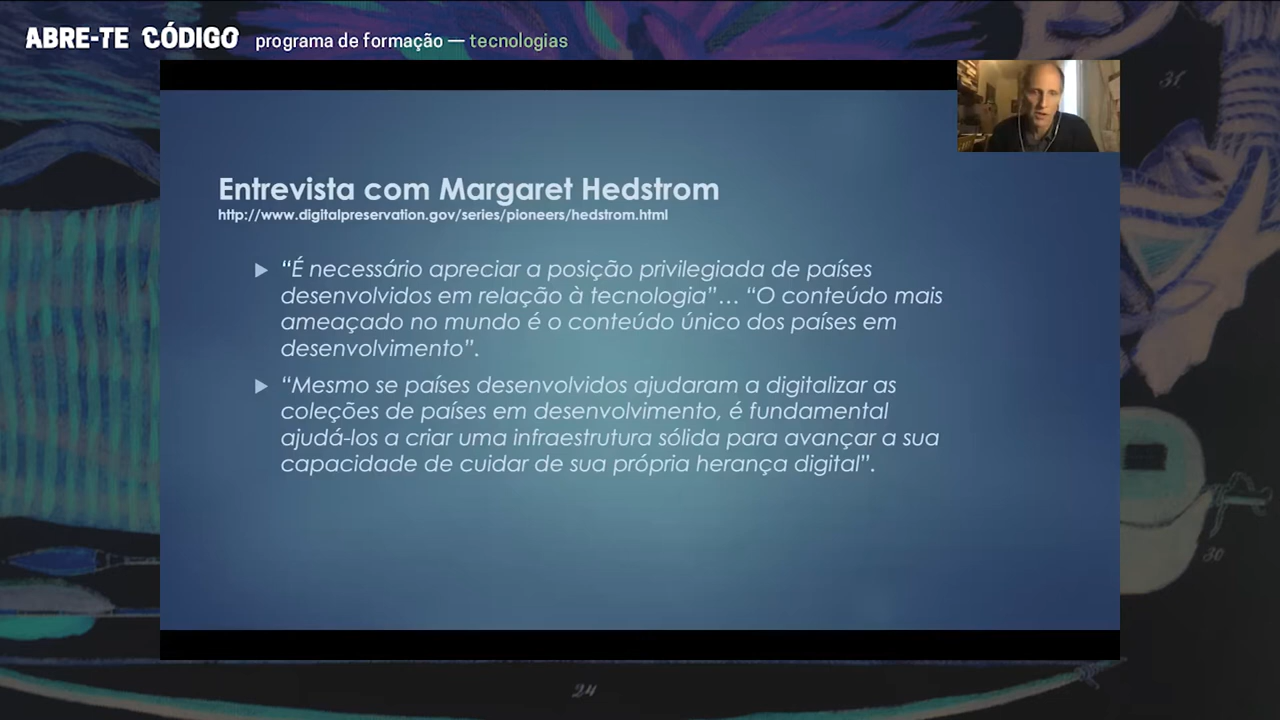 ABRE-TE CÓDIGO programa de formação — tecnologias
31
Entrevista com Margaret Hedstrom
http://www.digitalpreservation.gov/series/pioneers/hedstrom.html
“É necessário apreciar a posição privilegiada de países
desenvolvidos em relação à tecnologia”... “O conteúdo mais
ameaçado no mundo é o conteúdo único dos países em
desenvolvimento”.
“Mesmo se países desenvolvidos ajudaram a digitalizar as
coleções de países em desenvolvimento, é fundamental
ajudá-los a criar uma infraestrutura sólida para avançar a sua
capacidade de cuidar de sua própria herança digital”.
30
24